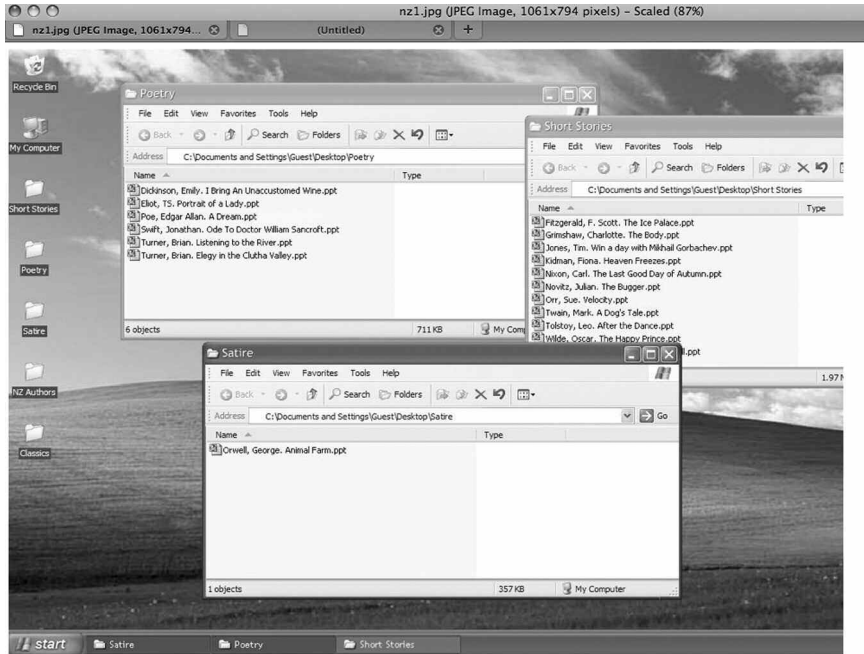 nz1.jpg (JPEG Image, 1061x794 pixels) – Scaled (87%)
nz1.jpg (JPEG Image, 1061x794... (Untitled) +
Recycle Bin
My Computer
Short Stories
Poetry
Satire
NZ Authors
Classics
Poetry
File Edit View Favorites Tools Help
Back Search Folders
Address C:\Documents and Settings\Guest\Desktop\Poetry
Name Type
Dickinson, Emily. I Bring An Unaccustomed Wine.ppt
Eliot, TS. Portrait of a Lady.ppt
Poe, Edgar Allan. A Dream.ppt
Swift, Jonathan. Ode To Doctor William Sancroft.ppt
Turner, Brian. Listening to the River.ppt
Turner, Brian. Elegy in the Clutha Valley.ppt
6 objects 711 KB My Comp
Short Stories
File Edit View Favorites Tools Help
Back Search Folders
Address C:\Documents and Settings\Guest\Desktop\Short Stories
Name Type
Fitzgerald, F. Scott. The Ice Palace.ppt
Grimshaw, Charlotte. The Body.ppt
Jones, Tim. Win a day with Mikhail Gorbachev.ppt
Kidman, Fiona. Heaven Freezes.ppt
Nixon, Carl. The Last Good Day of Autumn.ppt
Novitz, Julian. The Bugger.ppt
Orr, Sue. Velocity.ppt
Twain, Mark. A Dog's Tale.ppt
Tolstoy, Leo. After the Dance.ppt
Wilde, Oscar. The Happy Prince.ppt
l.ppt
1.97 M
Satire
File Edit View Favorites Tools Help
Back Search Folders
Address C:\Documents and Settings\Guest\Desktop\Satire Go
Name Type
Orwell, George. Animal Farm.ppt
1 objects 357 KB My Computer
start Satire Poetry Short Stories